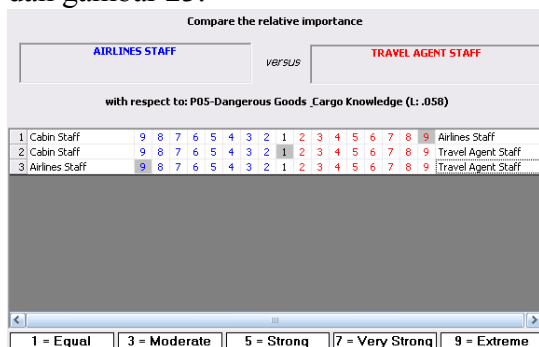 dan gambar 25.
Compare the relative importance
AIRLINES STAFF versus TRAVEL AGENT STAFF
with respect to: P05-Dangerous Goods _Cargo Knowledge (L: .058)
1 Cabin Staff 9 8 7 6 5 4 3 2 1 2 3 4 5 6 7 8 9 Airlines Staff
2 Cabin Staff 9 8 7 6 5 4 3 2 1 2 3 4 5 6 7 8 9 Travel Agent Staff
3 Airlines Staff 9 8 7 6 5 4 3 2 1 2 3 4 5 6 7 8 9 Travel Agent Staff
1 = Equal 3 = Moderate 5 = Strong 7 = Very Strong 9 = Extreme